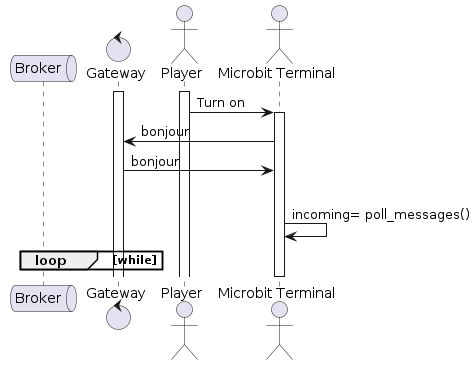 Broker
Gateway
Player
Microbit Terminal
Turn on
bonjour
bonjour
incoming= poll_messages()
loop [while]
Broker
Gateway
Player
Microbit Terminal